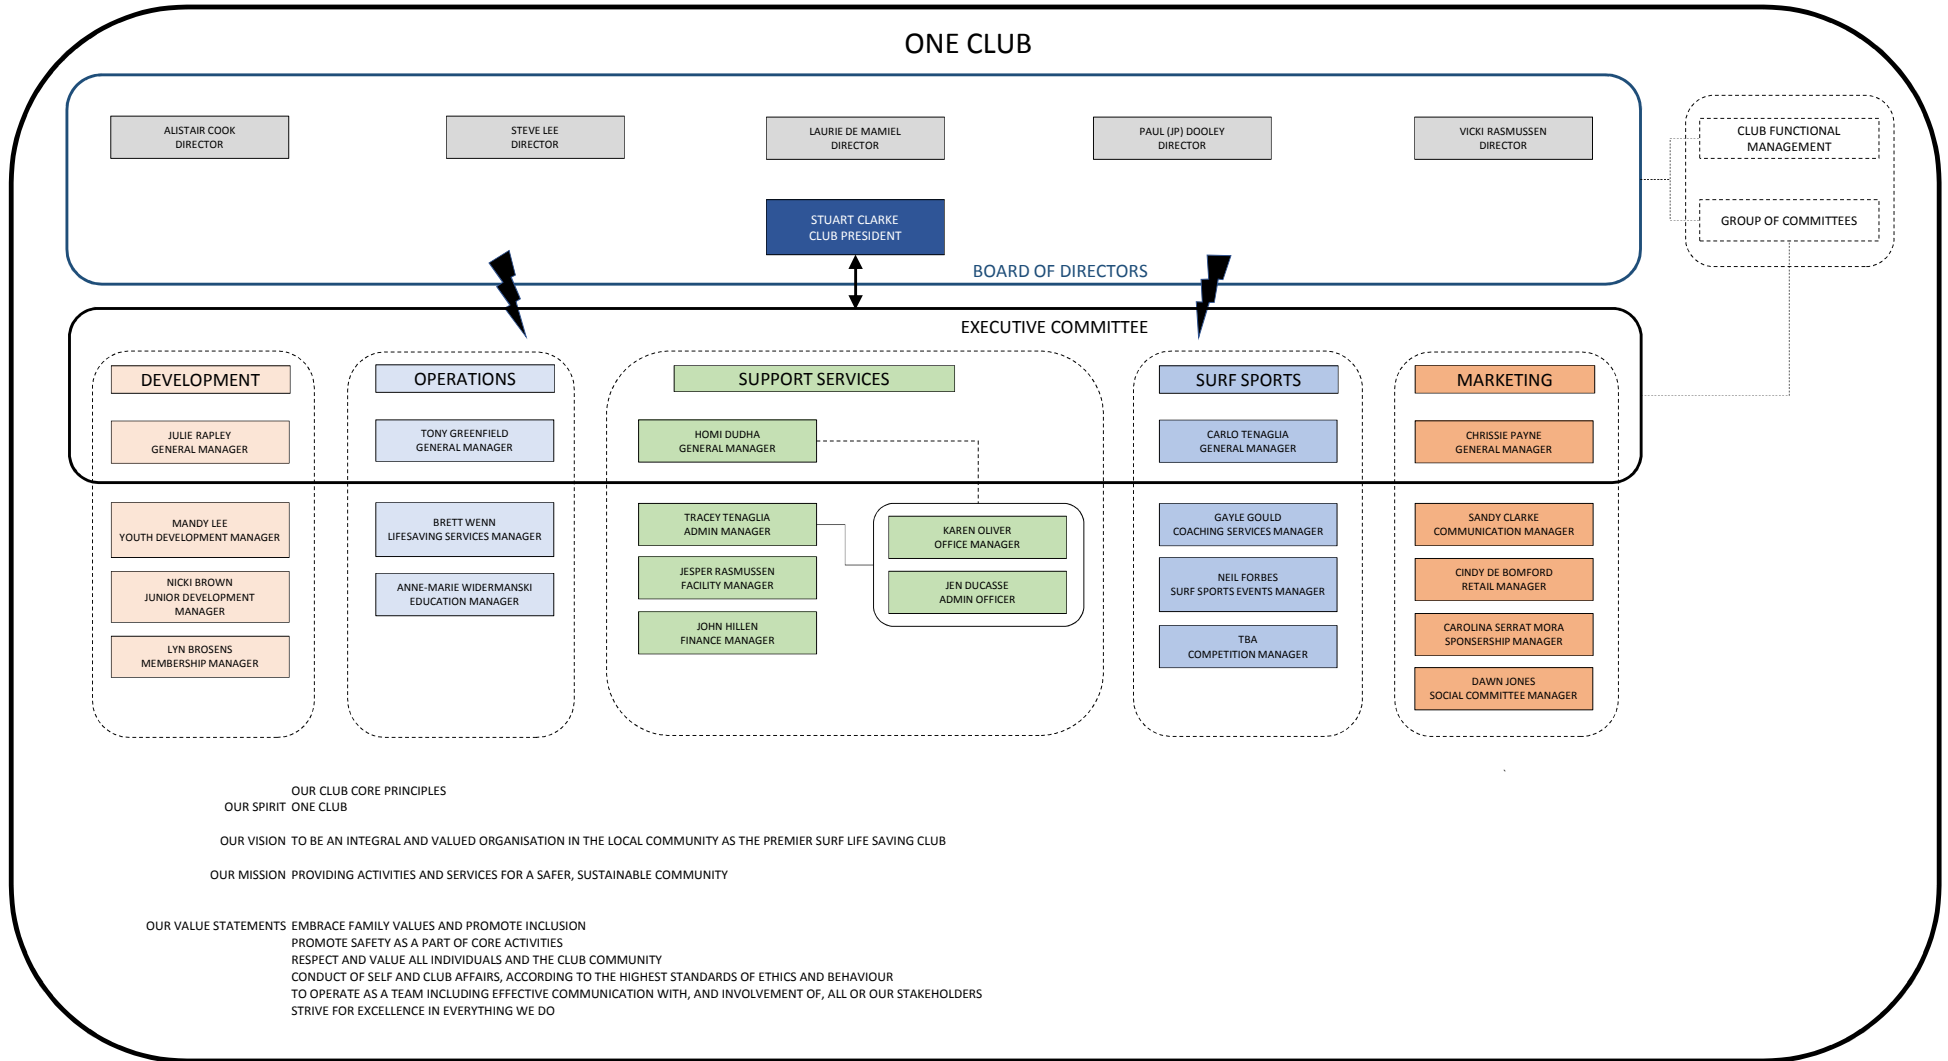 ONE CLUB
ALISTAIR COOK
DIRECTOR
STEVE LEE
DIRECTOR
LAURIE DE MAMIEL
DIRECTOR
PAUL (JP) DOOLEY
DIRECTOR
VICKI RASMUSSEN
DIRECTOR
CLUB FUNCTIONAL
MANAGEMENT
STUART CLARKE
CLUB PRESIDENT
GROUP OF COMMITTEES
BOARD OF DIRECTORS
EXECUTIVE COMMITTEE
DEVELOPMENT
JULIE RAPLEY
GENERAL MANAGER
MANDY LEE
YOUTH DEVELOPMENT MANAGER
NICKI BROWN
JUNIOR DEVELOPMENT
MANAGER
LYN BROSENS
MEMBERSHIP MANAGER
OPERATIONS
TONY GREENFIELD
GENERAL MANAGER
BRETT WENN
LIFESAVING SERVICES MANAGER
ANNE-MARIE WIDERMANSKI
EDUCATION MANAGER
SUPPORT SERVICES
HOMI DUDHA
GENERAL MANAGER
TRACEY TENAGLIA
ADMIN MANAGER
JESPER RASMUSSEN
FACILITY MANAGER
JOHN HILLEN
FINANCE MANAGER
KAREN OLIVER
OFFICE MANAGER
JEN DUCASSE
ADMIN OFFICER
SURF SPORTS
CARLO TENAGLIA
GENERAL MANAGER
GAYLE GOULD
COACHING SERVICES MANAGER
NEIL FORBES
SURF SPORTS EVENTS MANAGER
TBA
COMPETITION MANAGER
MARKETING
CHRISSIE PAYNE
GENERAL MANAGER
SANDY CLARKE
COMMUNICATION MANAGER
CINDY DE BOMFORD
RETAIL MANAGER
CAROLINA SERRAT MORA
SPONSERSHIP MANAGER
DAWN JONES
SOCIAL COMMITTEE MANAGER
OUR CLUB CORE PRINCIPLES
OUR SPIRIT ONE CLUB
OUR VISION TO BE AN INTEGRAL AND VALUED ORGANISATION IN THE LOCAL COMMUNITY AS THE PREMIER SURF LIFE SAVING CLUB
OUR MISSION PROVIDING ACTIVITIES AND SERVICES FOR A SAFER, SUSTAINABLE COMMUNITY
OUR VALUE STATEMENTS EMBRACE FAMILY VALUES AND PROMOTE INCLUSION
PROMOTE SAFETY AS A PART OF CORE ACTIVITIES
RESPECT AND VALUE ALL INDIVIDUALS AND THE CLUB COMMUNITY
CONDUCT OF SELF AND CLUB AFFAIRS, ACCORDING TO THE HIGHEST STANDARDS OF ETHICS AND BEHAVIOUR
TO OPERATE AS A TEAM INCLUDING EFFECTIVE COMMUNICATION WITH, AND INVOLVEMENT OF, ALL OR OUR STAKEHOLDERS
STRIVE FOR EXCELLENCE IN EVERYTHING WE DO